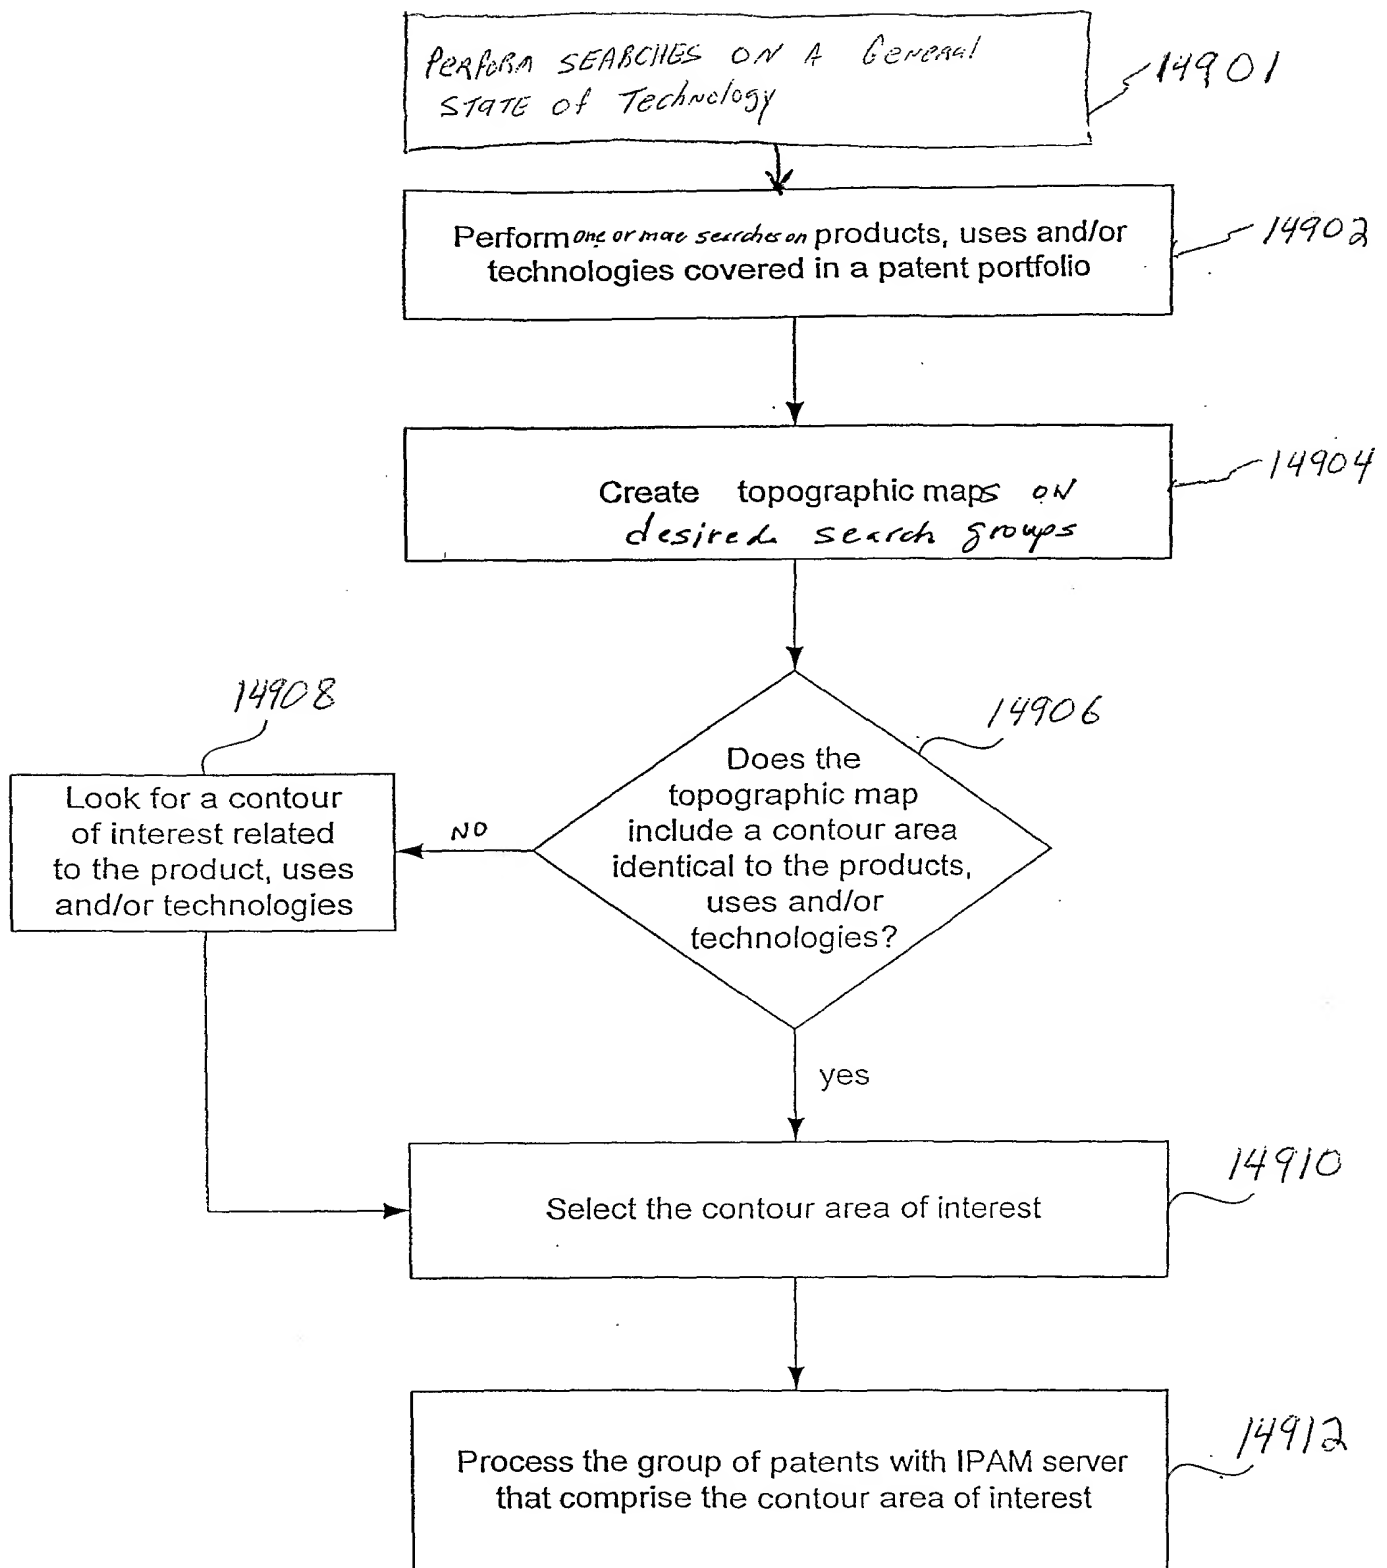 PERFORM SEARCHES ON A General
STATE of Technology
14901
Perform one or more searches on products, uses and/or
technologies covered in a patent portfolio
14902
Create topographic maps ON
desired search groups
14904
14906
Does the
topographic map
include a contour area
identical to the products,
uses and/or
technologies?
NO
14908
Look for a contour
of interest related
to the product, uses
and/or technologies
yes
Select the contour area of interest
14910
Process the group of patents with IPAM server
that comprise the contour area of interest
14912